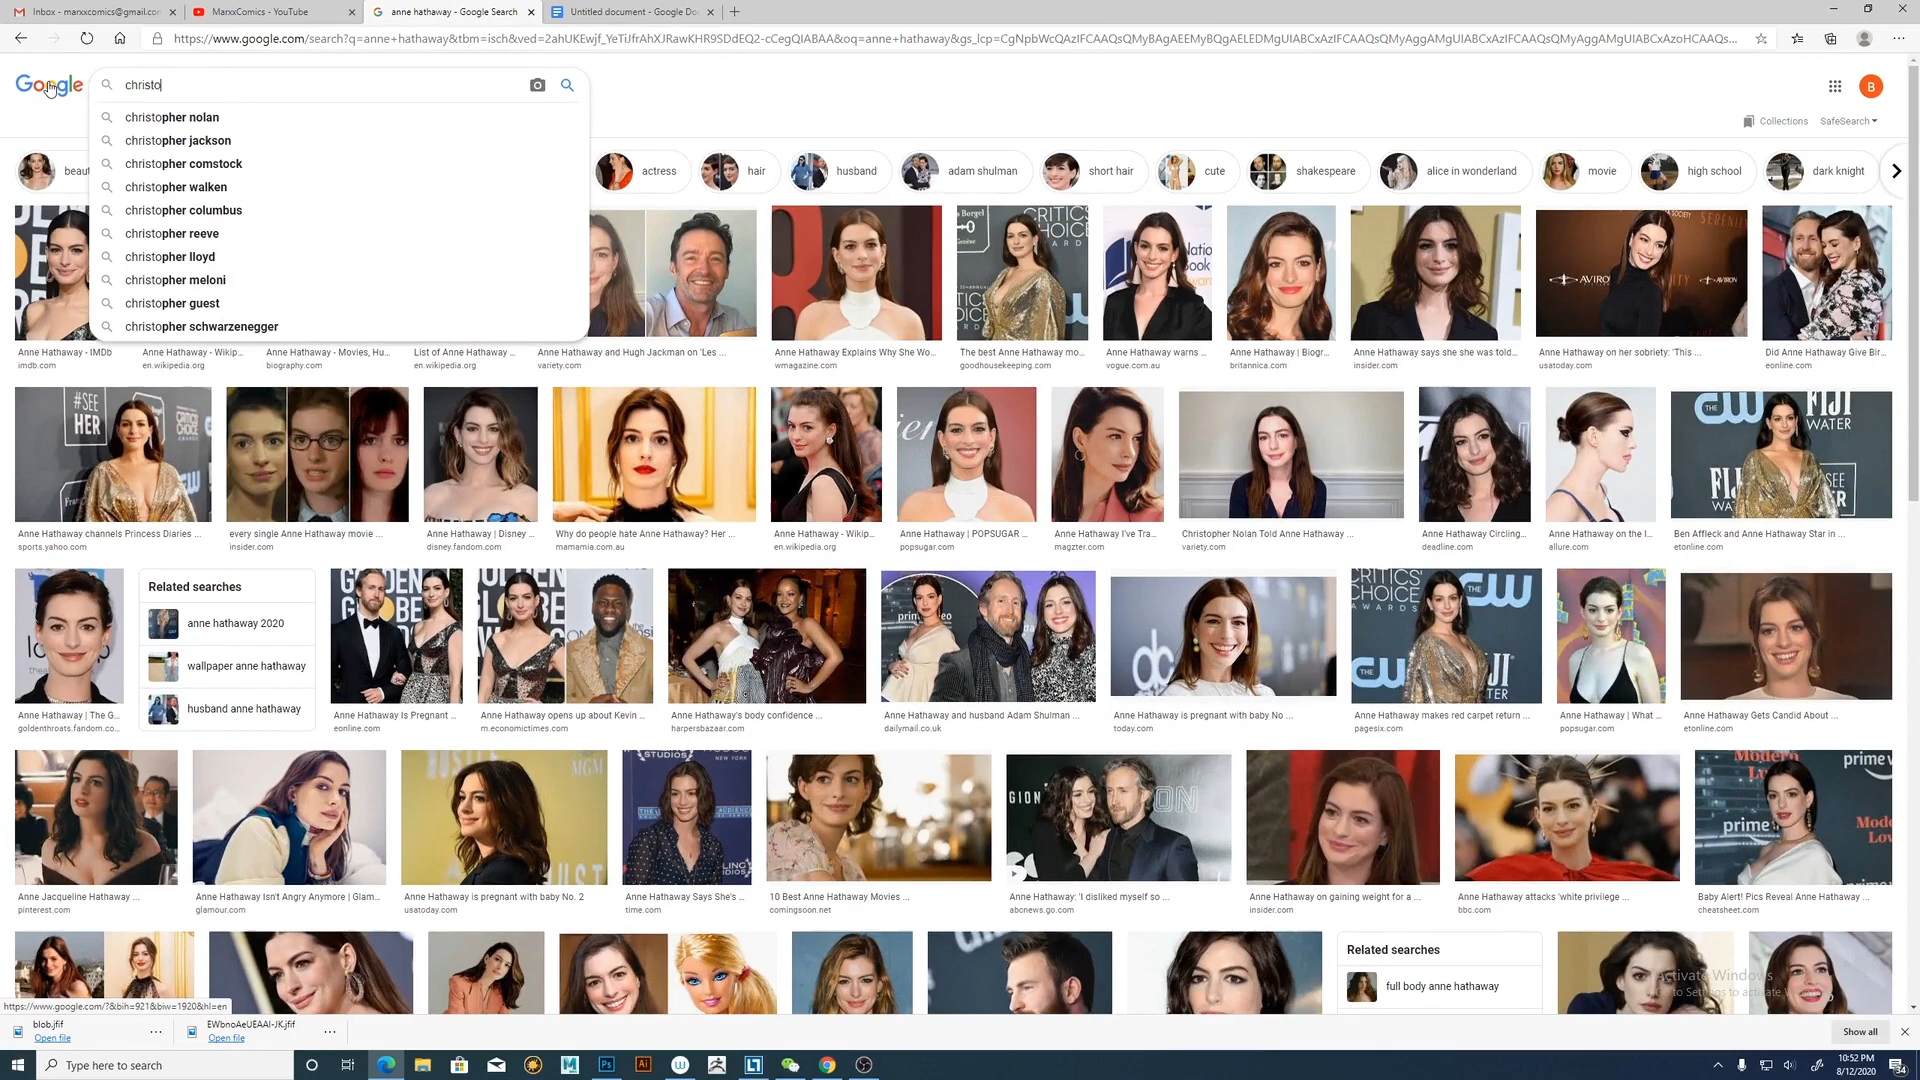 Inbox - marxxcomics@gmail.con
MarxxComics - YouTube
anne hathaway - Google Search
Untitled document - Google Do
https://www.google.com/search?q=anne+hathaway&tbm=isch&ved=2ahUKEwjf_YeTiJfrAhXJRawKHR9SDdEQ2-cCegQIABAA&oq=anne+hathaway&gs_lcp=CgNpbWcQAzIFCAAQsQMyBAgAEEMyBQgAELEDMgUIABCxAzIFCAAQsQMyAggAMgUIABCxAzIFCAAQsQMyAggAMgUIABCxAzoHCAAQs...
Google
christo
B
christopher nolan
christopher jackson
christopher comstock
christopher walken
christopher columbus
christopher reeve
christopher lloyd
christopher meloni
christopher guest
christopher schwarzenegger
Collections
SafeSearch
beaut
actress
hair
husband
adam shulman
short hair
cute
shakespeare
alice in wonderland
movie
high school
dark knight
Anne Hathaway - IMDb
imdb.com
Anne Hathaway - Wikip...
en.wikipedia.org
Anne Hathaway - Movies, Hu...
biography.com
List of Anne Hathaway ...
en.wikipedia.org
Anne Hathaway and Hugh Jackman on 'Les ...
variety.com
Anne Hathaway Explains Why She Wo...
wmagazine.com
The best Anne Hathaway mo...
goodhousekeeping.com
Anne Hathaway warns ...
vogue.com.au
Anne Hathaway | Biogr...
britannica.com
Anne Hathaway says she she was told...
insider.com
AVIRON
Anne Hathaway on her sobriety: 'This ...
usatoday.com
Did Anne Hathaway Give Bir...
eonline.com
#SEE
HER
Anne Hathaway channels Princess Diaries ...
sports.yahoo.com
every single Anne Hathaway movie ...
insider.com
Anne Hathaway | Disney ...
disney.fandom.com
Why do people hate Anne Hathaway? Her ...
mamamia.com.au
Anne Hathaway - Wikip...
en.wikipedia.org
Anne Hathaway | POPSUGAR ...
popsugar.com
Anne Hathaway I've Tra...
magzter.com
Christopher Nolan Told Anne Hathaway ...
variety.com
Anne Hathaway Circling...
deadline.com
Anne Hathaway on the I...
allure.com
THE CW
FIJI
WATER
Ben Affleck and Anne Hathaway Star in ...
etonline.com
Anne Hathaway | The G...
goldenthroats.fandom.co...
Related searches
anne hathaway 2020
wallpaper anne hathaway
husband anne hathaway
Anne Hathaway Is Pregnant ...
eonline.com
Anne Hathaway opens up about Kevin ...
m.economictimes.com
Anne Hathaway's body confidence ...
harpersbazaar.com
Anne Hathaway and husband Adam Shulman ...
dailymail.co.uk
Anne Hathaway is pregnant with baby No ...
today.com
CRITICS'
CHOICE
AWARDS
THE CW
Anne Hathaway makes red carpet return ...
pagesix.com
Anne Hathaway | What ...
popsugar.com
Anne Hathaway Gets Candid About ...
etonline.com
Anne Jacqueline Hathaway ...
pinterest.com
Anne Hathaway Isn't Angry Anymore | Glam...
glamour.com
MGM
Anne Hathaway is pregnant with baby No. 2
usatoday.com
Anne Hathaway Says She's ...
time.com
10 Best Anne Hathaway Movies ...
comingsoon.net
Anne Hathaway: 'I disliked myself so ...
abcnews.go.com
Anne Hathaway on gaining weight for a ...
insider.com
Anne Hathaway attacks 'white privilege ...
bbc.com
Baby Alert! Pics Reveal Anne Hathaway ...
cheatsheet.com
Related searches
full body anne hathaway
Activate Windows
https://www.google.com/?&bih=921&biw=1920&hl=en
blob.jfif
Open file
EWbnoAeUEAAI-JK.jfif
Open file
Show all
Type here to search
10:52 PM
8/12/2020
34